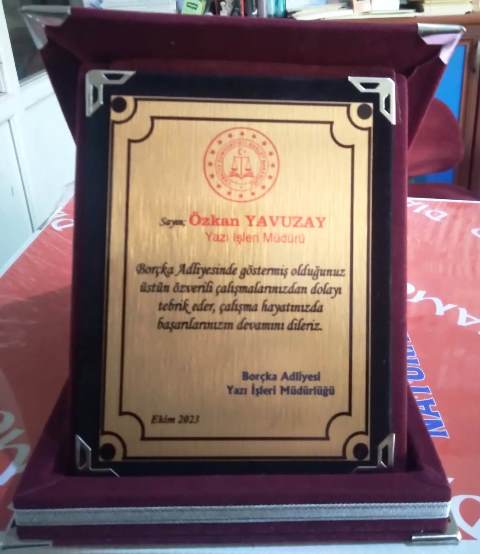 Sayın; Özkan YAVUZAY
Yazı İşleri Müdürü
Borçka Adliyesinde göstermiş olduğunuz
üstün özverili çalışmalarınızdan dolayı
tebrik eder, çalışma hayatınızda
başarılarınızın devamını dileriz.
Borçka Adliyesi
Yazı İşleri Müdürlüğü
Ekim 2023